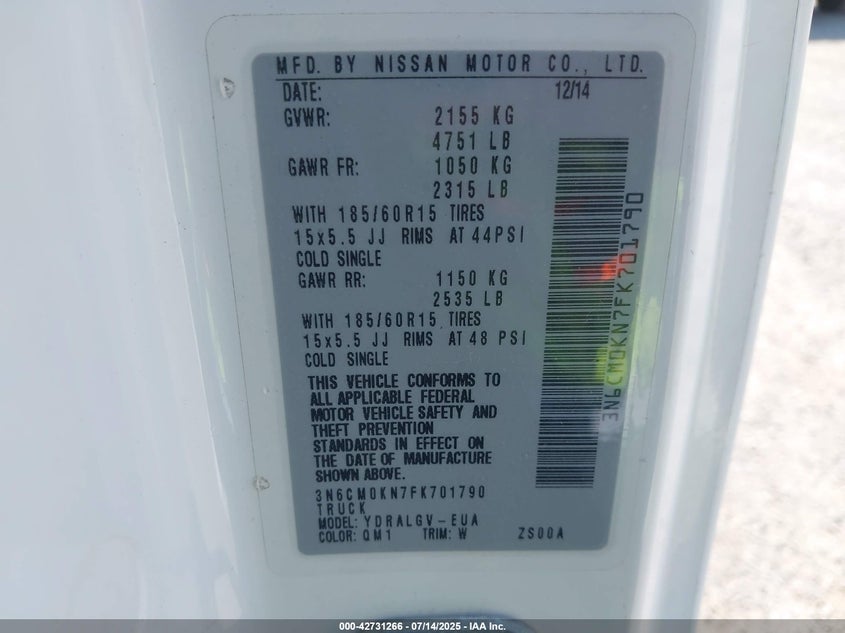 MFD. BY NISSAN MOTOR CO., LTD.
DATE: 12/14
GVWR: 2155 KG
4751 LB
GAWR FR: 1050 KG
2315 LB
WITH 185/60R15 TIRES
15x5.5 JJ RIMS AT 44PSI
COLD SINGLE
GAWR RR: 1150 KG
2535 LB
WITH 185/60R15 TIRES
15x5.5 JJ RIMS AT 48 PSI
COLD SINGLE
THIS VEHICLE CONFORMS TO
ALL APPLICABLE FEDERAL
MOTOR VEHICLE SAFETY AND
THEFT PREVENTION
STANDARDS IN EFFECT ON
THE DATE OF MANUFACTURE
SHOWN ABOVE.
3N6CM0KN7FK701790
TRUCK
MODEL: YDRALGV-EUA
COLOR: QM1 TRIM: W ZS00A
3N6CM0KN7FK701790
000-42731266 - 07/14/2025 - IAA Inc.